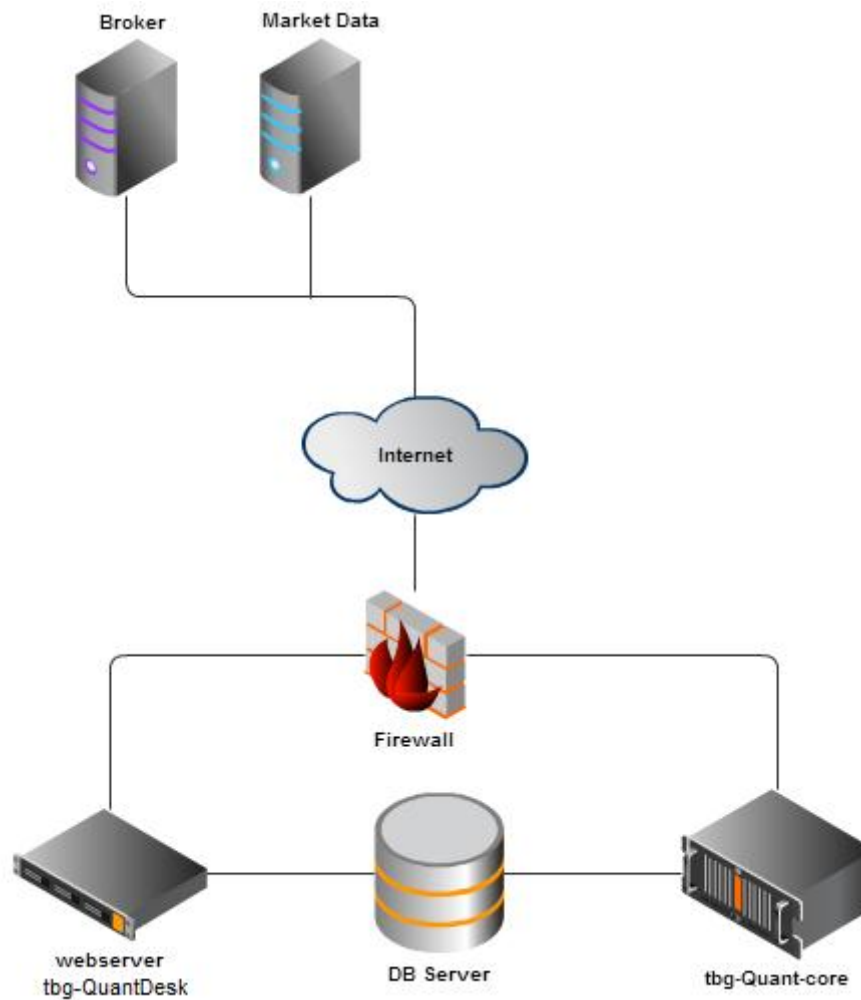 Broker
Market Data
Internet
Firewall
webserver
tbg-QuantDesk
DB Server
tbg-Quant-core